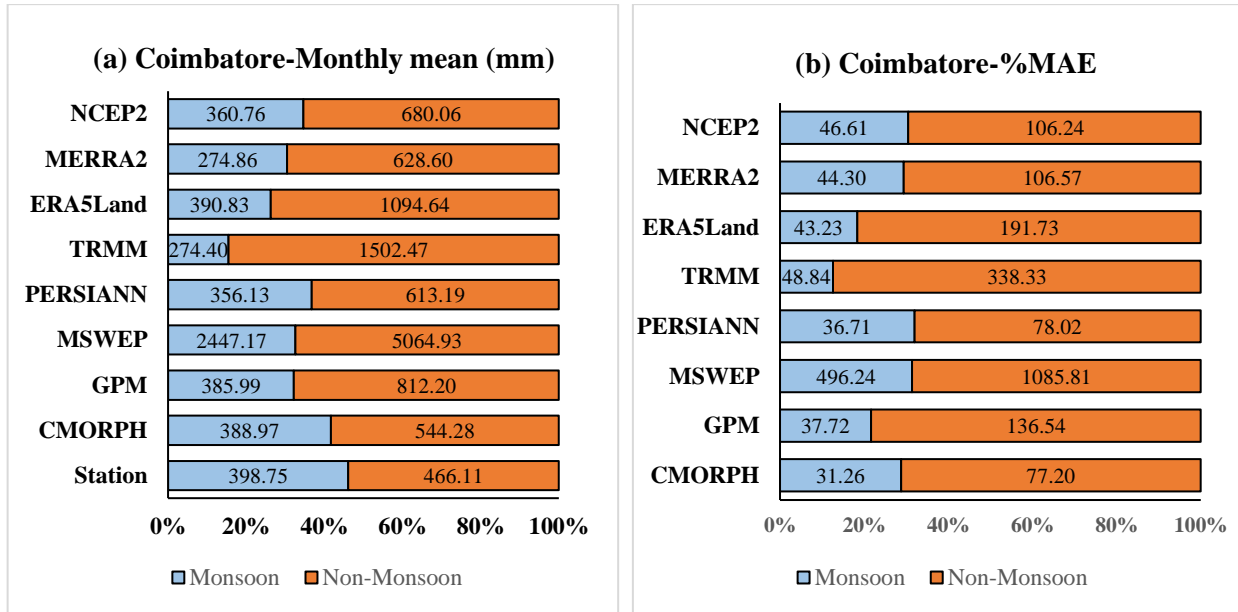 (a) Coimbatore-Monthly mean (mm)
NCEP2 360.76 680.06
MERRA2 274.86 628.60
ERA5Land 390.83 1094.64
TRMM 274.40 1502.47
PERSIANN 356.13 613.19
MSWEP 2447.17 5064.93
GPM 385.99 812.20
CMORPH 388.97 544.28
Station 398.75 466.11
0% 20% 40% 60% 80% 100%
Monsoon Non-Monsoon
(b) Coimbatore-%MAE
NCEP2 46.61 106.24
MERRA2 44.30 106.57
ERA5Land 43.23 191.73
TRMM 48.84 338.33
PERSIANN 36.71 78.02
MSWEP 496.24 1085.81
GPM 37.72 136.54
CMORPH 31.26 77.20
0% 20% 40% 60% 80% 100%
Monsoon Non-Monsoon